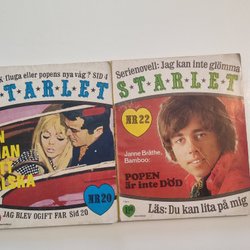 fluga eller popens nya våg? SID 4
STARLET
NR 20
JAG BLEV OGIFT FAR SID 20
Serienovell: Jag kan inte glömma
STARLET
NR 22
Janne Bråthe,
Bamboo:
POPEN
är inte DÖD
Läs: Du kan lita på mig